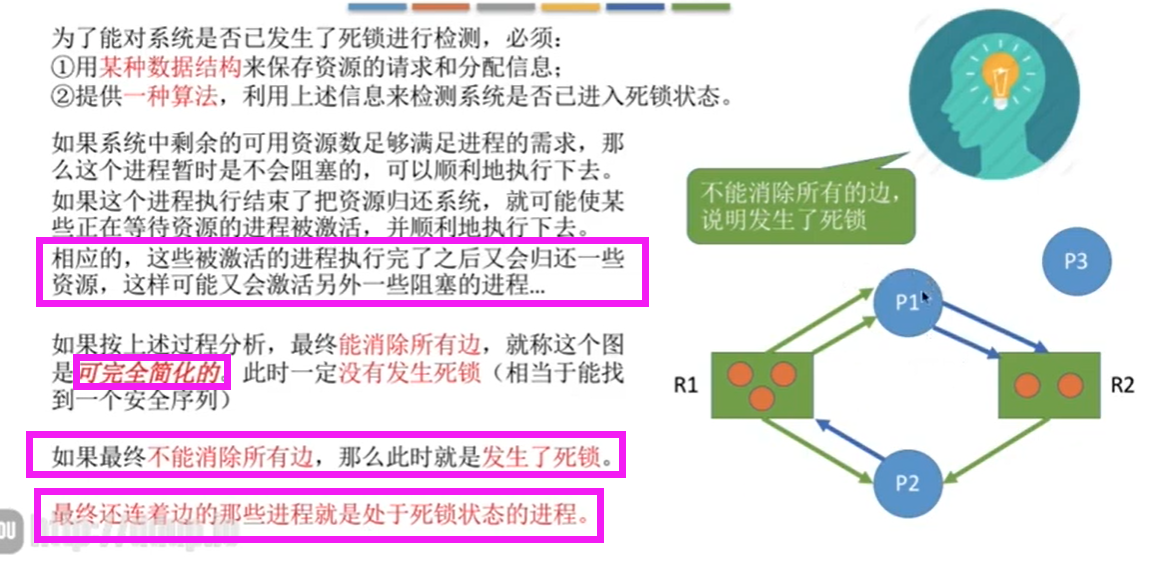 为了能对系统是否已发生了死锁进行检测，必须：
①用某种数据结构来保存资源的请求和分配信息；
②提供一种算法，利用上述信息来检测系统是否已进入死锁状态。
如果系统中剩余的可用资源数足够满足进程的需求，那
么这个进程暂时是不会阻塞的，可以顺利地执行下去。
如果这个进程执行结束了把资源归还系统，就可能使某
些正在等待资源的进程被激活，并顺利地执行下去。
相应的，这些被激活的进程执行完了之后又会归还一些
资源，这样可能又会激活另外一些阻塞的进程...
如果按上述过程分析，最终能消除所有边，就称这个图
是可完全简化的。此时一定没有发生死锁（相当于能找
到一个安全序列）
如果最终不能消除所有边，那么此时就是发生了死锁。
最终还连着边的那些进程就是处于死锁状态的进程。
不能消除所有的边，
说明发生了死锁
P3
P1
R1
R2
P2